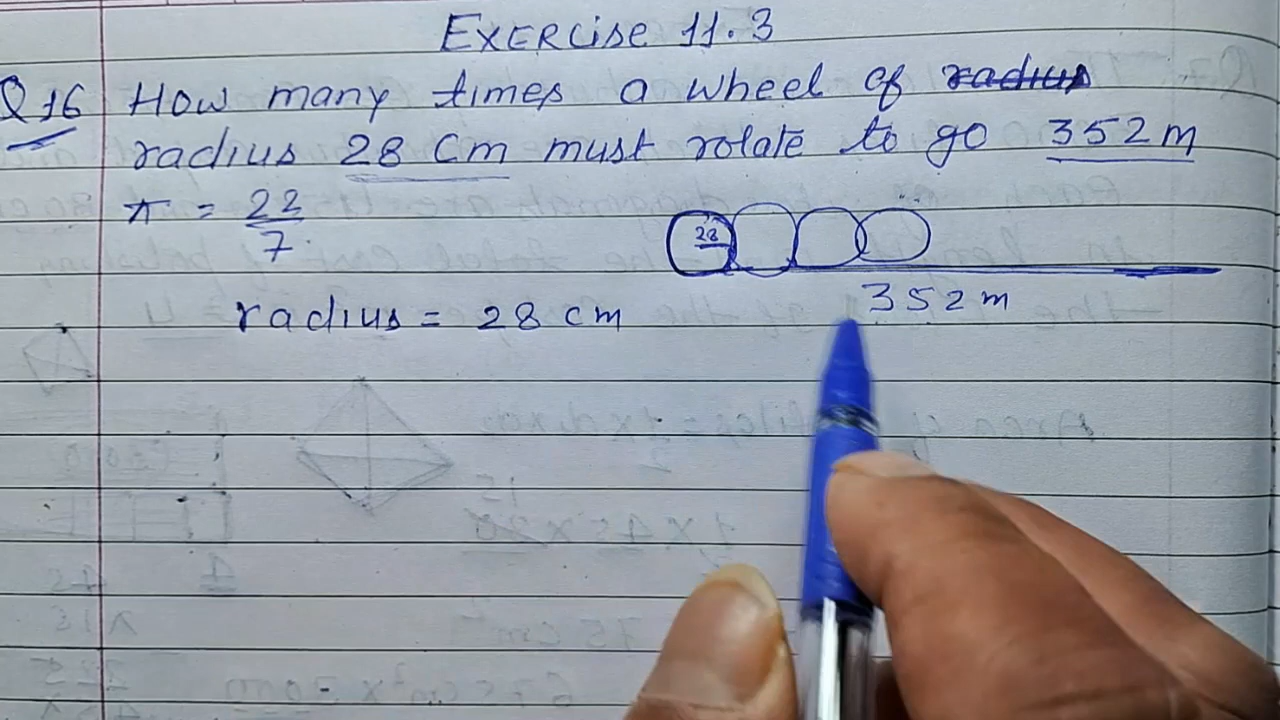 Exercise 11.3
Q16 How many times a wheel of radius
radius 28 cm must rotate to go 352m
π = 22/7
28
352 m
radius = 28 cm